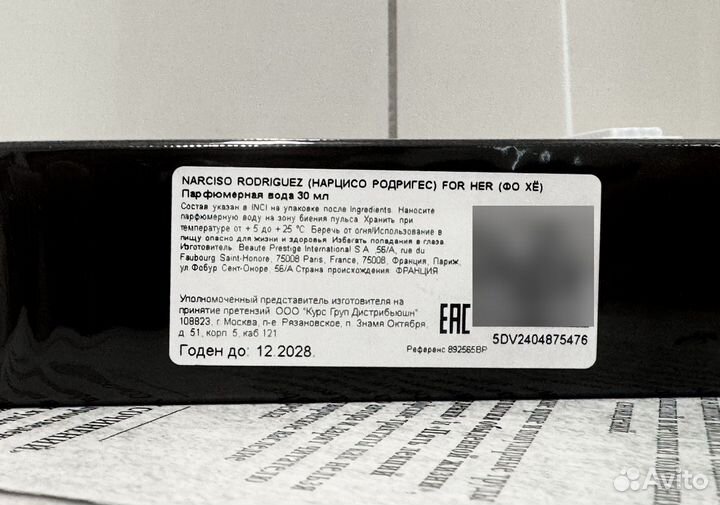 NARCISO RODRIGUEZ (НАРЦИСО РОДРИГЕС) FOR HER (ФО ХЁ)
Парфюмерная вода 30 мл
Состав указан в INCI на упаковке после Ingredients. Наносите
парфюмерную воду на зону биения пульса. Хранить при
температуре от + 5 до + 25 °C. Беречь от огня!Использование в
пищу опасно для жизни и здоровья. Избегать попадания в глаза.
Изготовитель: Beaute Prestige International S.A. ,56/A, rue du
Faubourg Saint-Honore, 75008 Paris, France, 75008, Франция, Париж,
ул.Фобур Сент-Оноре, 56/А Страна происхождения: ФРАНЦИЯ
Уполномоченный представитель изготовителя на
принятие претензий: ООО "Курс Груп Дистрибьюшн"
108823, г. Москва, п-е. Рязановское, п. Знамя Октября,
д. 51, корп. 5, каб 121
Годен до: 12.2028.
EAC
5DV2404875476
Референс 892565BP
Avito